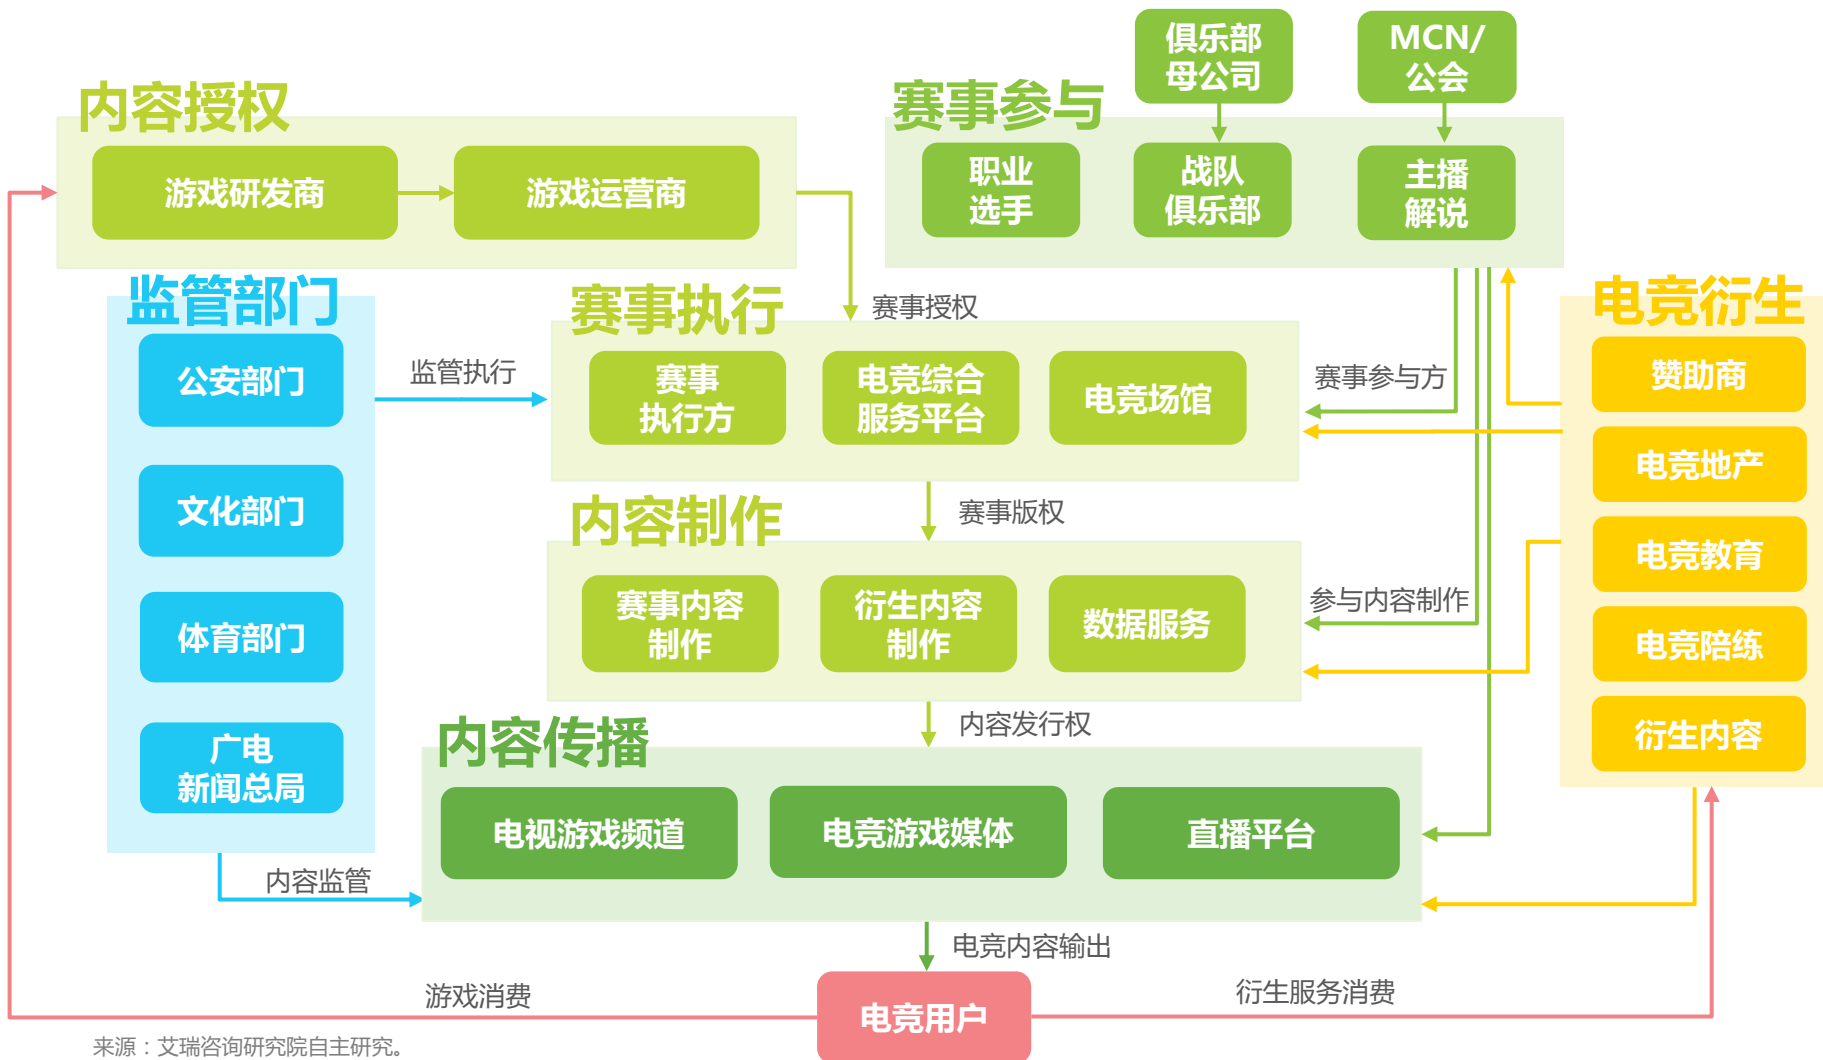 俱乐部
母公司
MCN/
公会
内容授权
赛事参与
游戏研发商
游戏运营商
职业
选手
战队
俱乐部
主播
解说
监管部门
赛事执行
赛事授权
电竞衍生
公安部门
监管执行
赛事
执行方
电竞综合
服务平台
电竞场馆
赛事参与方
赞助商
电竞地产
文化部门
内容制作
赛事版权
电竞教育
体育部门
赛事内容
制作
衍生内容
制作
数据服务
参与内容制作
电竞陪练
内容传播
内容发行权
衍生内容
广电
新闻总局
电视游戏频道
电竞游戏媒体
直播平台
内容监管
电竞内容输出
游戏消费
电竞用户
衍生服务消费
来源：艾瑞咨询研究院自主研究。